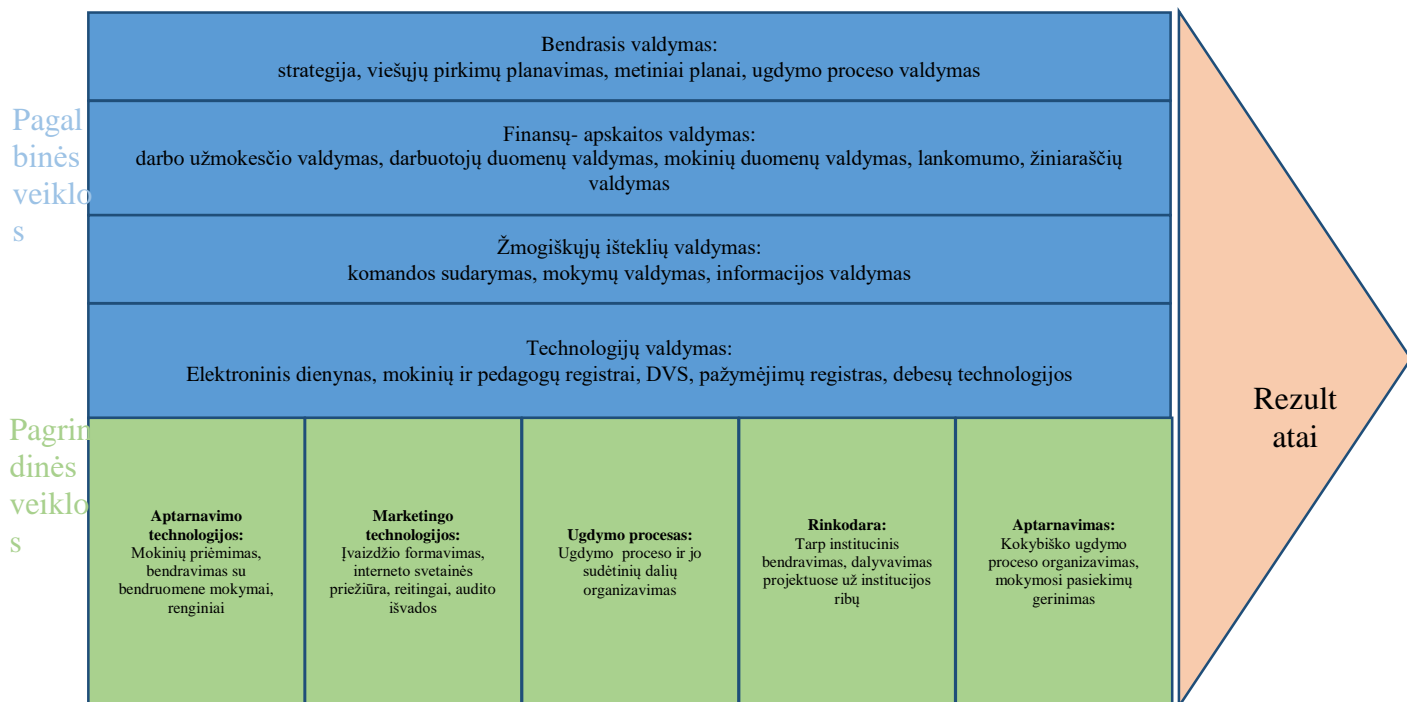 Bendrasis valdymas:
strategija, viešųjų pirkimų planavimas, metiniai planai, ugdymo proceso valdymas
Pagal
binės
veiklo
s
Finansų- apskaitos valdymas:
darbo užmokesčio valdymas, darbuotojų duomenų valdymas, mokinių duomenų valdymas, lankomumo, žiniaraščių
valdymas
Žmogiškųjų išteklių valdymas:
komandos sudarymas, mokymų valdymas, informacijos valdymas
Technologijų valdymas:
Elektroninis dienynas, mokinių ir pedagogų registrai, DVS, pažymėjimų registras, debesų technologijos
Rezult
atai
Pagrin
dinės
veiklo
s
Aptarnavimo
technologijos:
Mokinių priėmimas,
bendravimas su
bendruomene mokymai,
renginiai
Marketingo
technologijos:
Įvaizdžio formavimas,
interneto svetainės
priežiūra, reitingai, audito
išvados
Ugdymo procesas:
Ugdymo proceso ir jo
sudėtinių dalių
organizavimas
Rinkodara:
Tarp institucinis
bendravimas, dalyvavimas
projektuose už institucijos
ribų
Aptarnavimas:
Kokybiško ugdymo
proceso organizavimas,
mokymosi pasiekimų
gerinimas